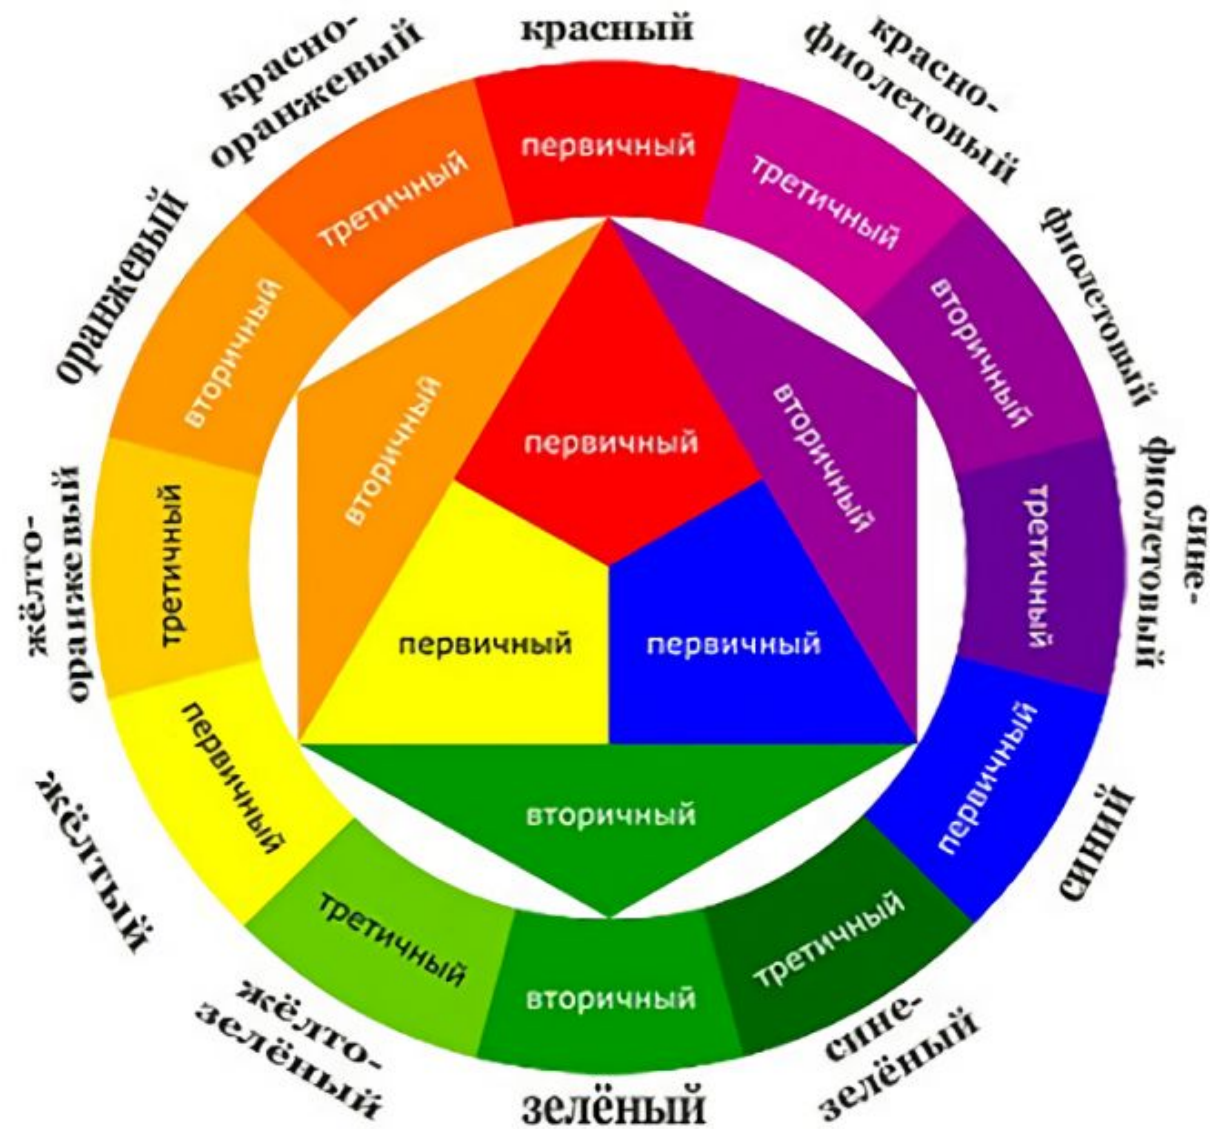 красный
красно-
фиолетовый
фиолетовый
сине-
фиолетовый
синий
сине-
зелёный
зелёный
жёлто-
зелёный
жёлтый
жёлто-
оранжевый
оранжевый
красно-
оранжевый
первичный
третичный
вторичный
третичный
первичный
третичный
вторичный
третичный
первичный
третичный
вторичный
третичный
первичный
вторичный
вторичный
первичный
первичный
вторичный